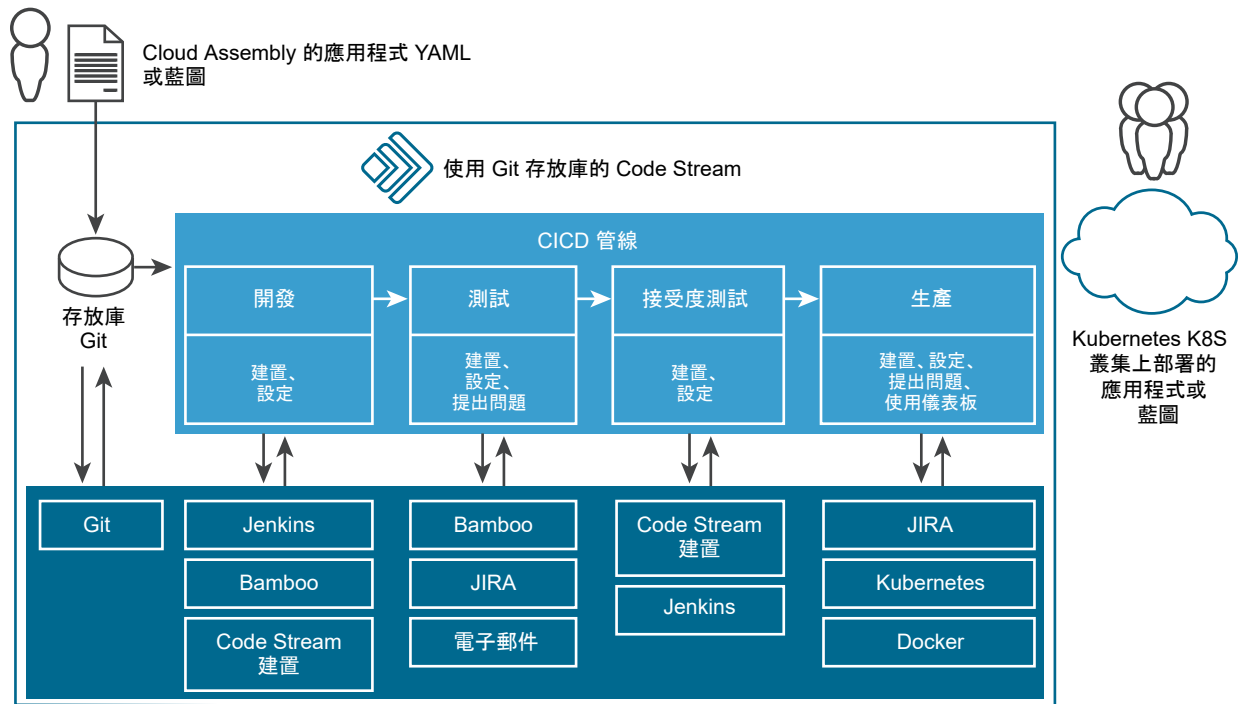 Cloud Assembly 的應用程式 YAML
或藍圖
使用 Git 存放庫的 Code Stream
CICD 管線
存放庫
Git
開發
建置、
設定
測試
建置、
設定、
提出問題
接受度測試
建置、
設定
生產
建置、設定、
提出問題、
使用儀表板
Kubernetes K8S
叢集上部署的
應用程式或
藍圖
Git
Jenkins
Bamboo
Code Stream
建置
Bamboo
JIRA
電子郵件
Code Stream
建置
Jenkins
JIRA
Kubernetes
Docker